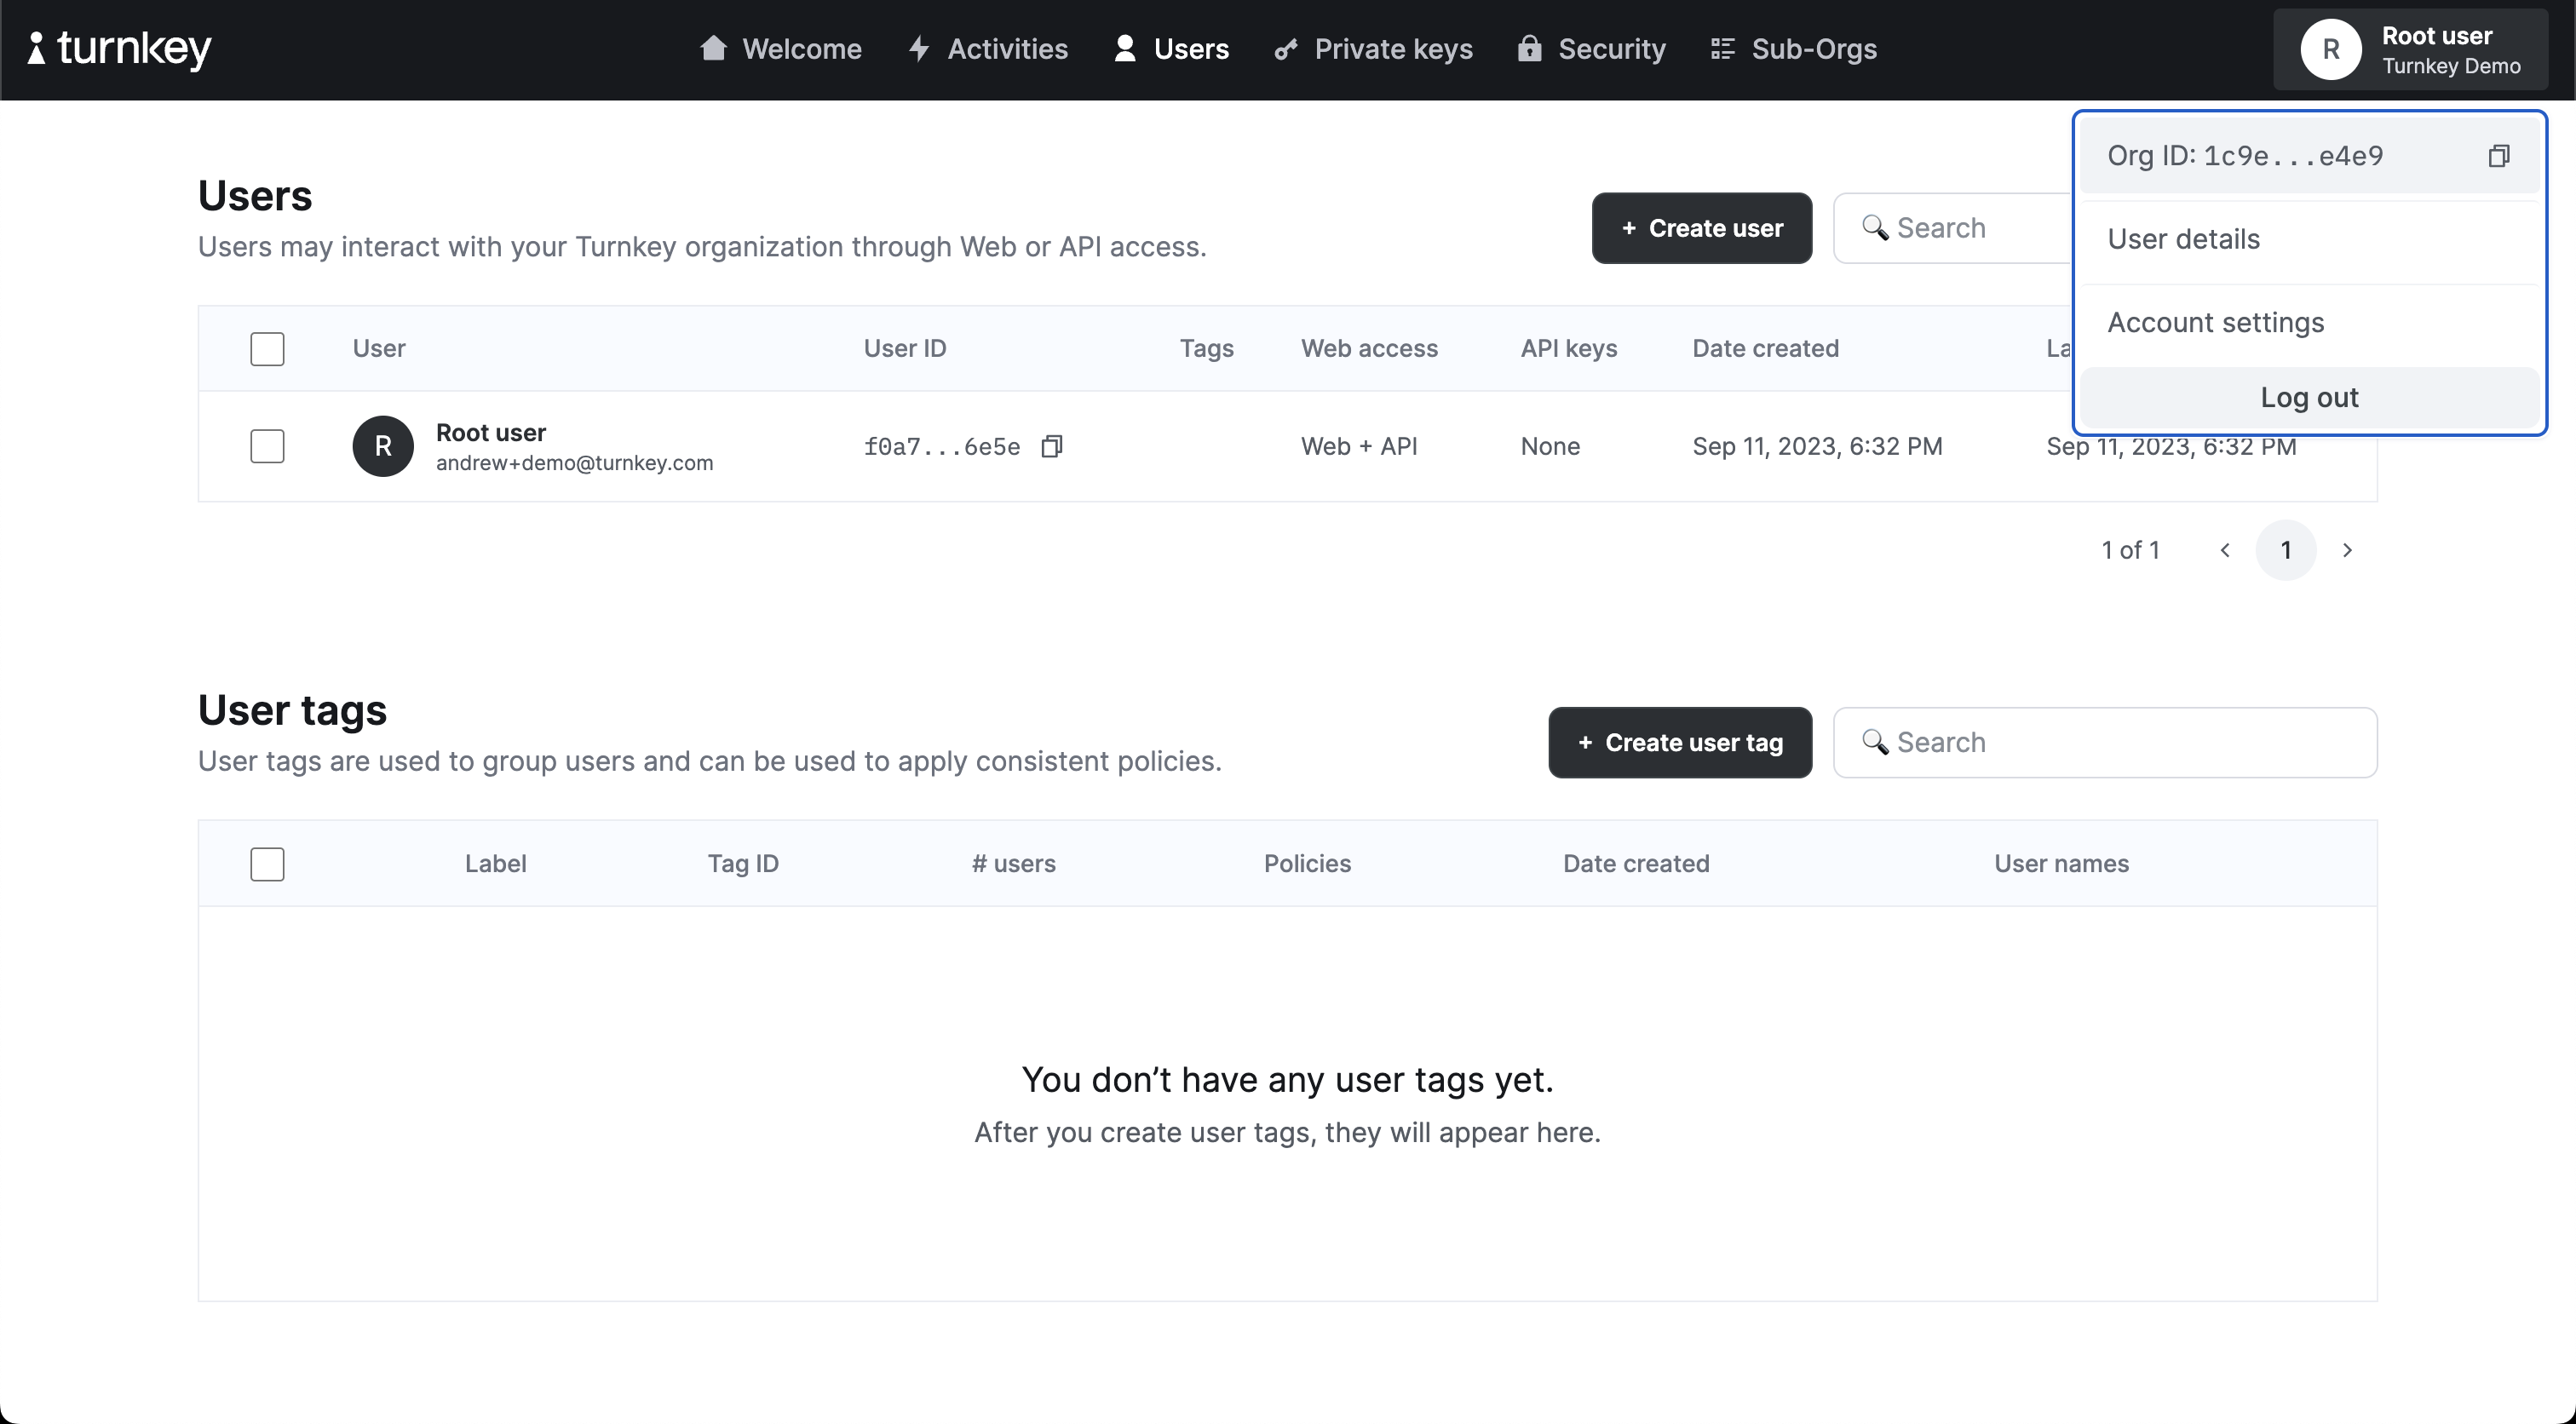 turnkey
Welcome
Activities
Users
Private keys
Security
Sub-Orgs
R
Root user
Turnkey Demo
Org ID: 1c9e...e4e9
User details
Account settings
Log out
Users
Users may interact with your Turnkey organization through Web or API access.
+ Create user
Search
User User ID Tags Web access API keys Date created La
R
Root user
andrew+demo@turnkey.com
f0a7...6e5e
Web + API
None
Sep 11, 2023, 6:32 PM
Sep 11, 2023, 6:32 PM
1 of 1 < 1 >
User tags
User tags are used to group users and can be used to apply consistent policies.
+ Create user tag
Search
Label Tag ID # users Policies Date created User names
You don’t have any user tags yet.
After you create user tags, they will appear here.